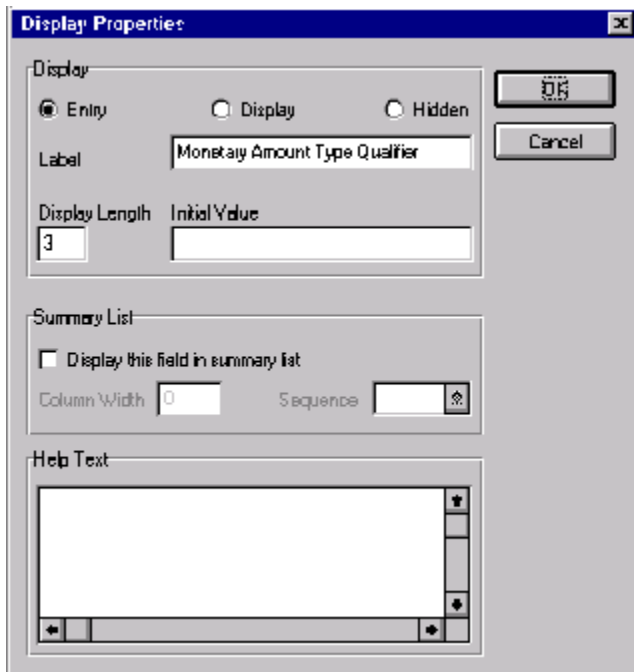 Display Properties
Display
Entry
Display
Hidden
OK
Cancel
Label
Monetary Amount Type Qualifier
Display Length
Initial Value
3
Summary List
Display this field in summary list
Column Width
0
Sequence
Help Text